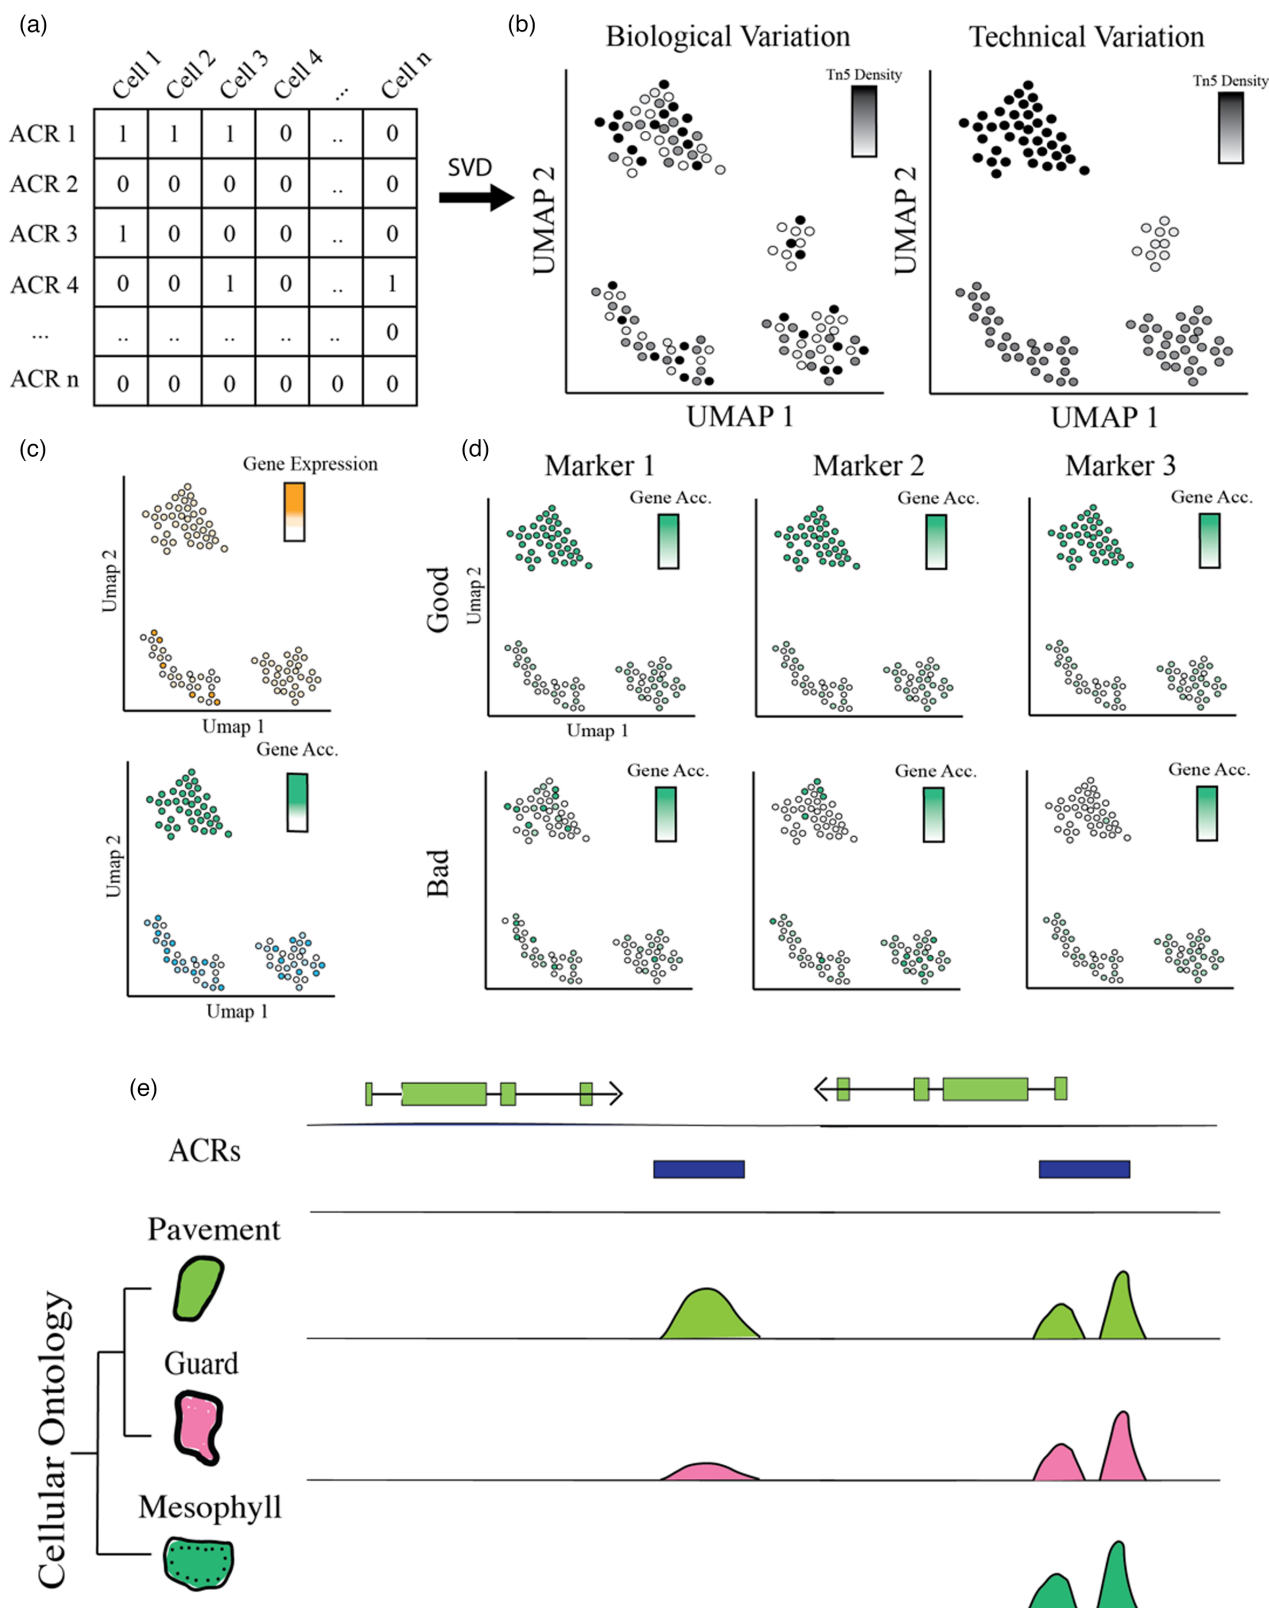 (a)
Cell 1 Cell 2 Cell 3 Cell 4 ... Cell n
ACR 1 1 1 1 0 .. 0
ACR 2 0 0 0 0 .. 0
ACR 3 1 0 0 0 .. 0
ACR 4 0 0 1 0 .. 1
... .. .. .. .. .. 0
ACR n 0 0 0 0 0 0
SVD
(b)
Biological Variation
Tn5 Density
UMAP 2
UMAP 1
Technical Variation
Tn5 Density
UMAP 2
UMAP 1
(c)
Gene Expression
Umap 2
Umap 1
Gene Acc.
Umap 2
Umap 1
(d)
Marker 1 Marker 2 Marker 3
Good
Gene Acc. Gene Acc. Gene Acc.
Umap 2
Umap 1
Bad
Gene Acc. Gene Acc. Gene Acc.
(e)
ACRs
Cellular Ontology
Pavement
Guard
Mesophyll